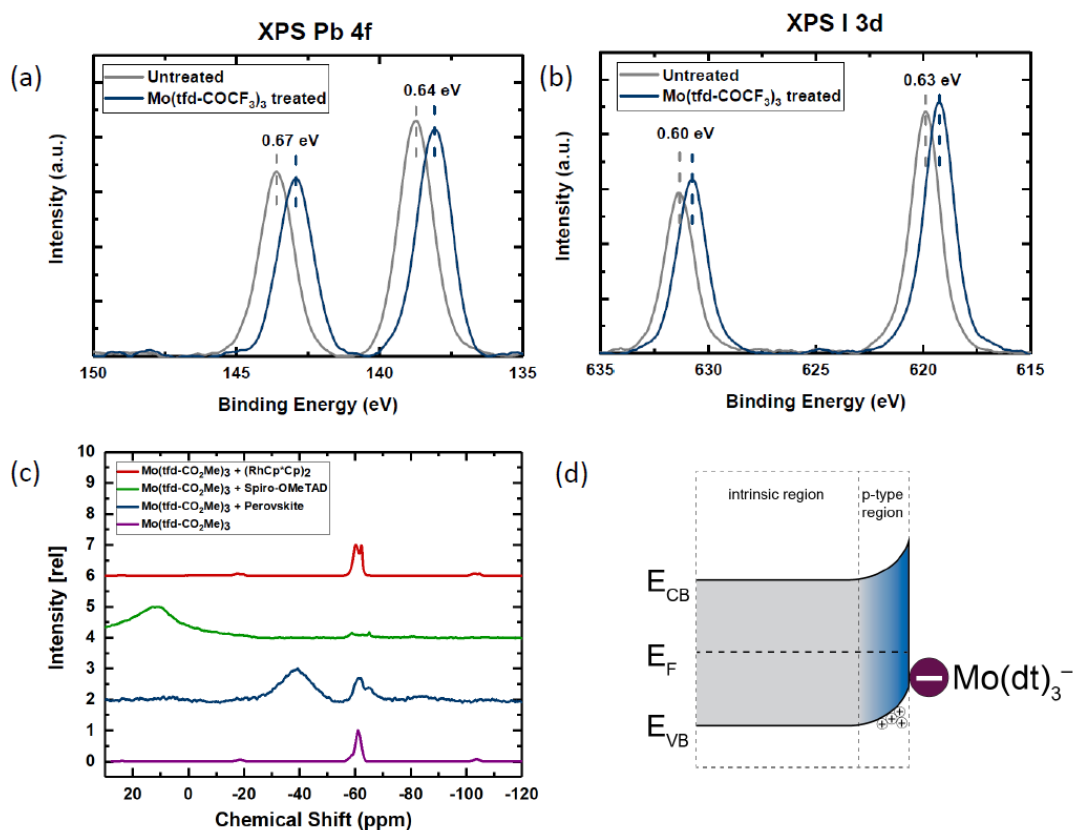 XPS Pb 4f
(a)
Untreated
Mo(tfd-COCF₃)₃ treated
0.67 eV
0.64 eV
Intensity (a.u.)
150 145 140 135
Binding Energy (eV)
XPS I 3d
(b)
Untreated
Mo(tfd-COCF₃)₃ treated
0.60 eV
0.63 eV
Intensity (a.u.)
635 630 625 620 615
Binding Energy (eV)
(c)
Mo(tfd-CO₂Me)₃ + (RhCp*Cp)₂
Mo(tfd-CO₂Me)₃ + Spiro-OMeTAD
Mo(tfd-CO₂Me)₃ + Perovskite
Mo(tfd-CO₂Me)₃
Intensity [rel]
10
9
8
7
6
5
4
3
2
1
0
20 0 -20 -40 -60 -80 -100 -120
Chemical Shift (ppm)
(d)
intrinsic region
p-type
region
E_CB
E_F
E_VB
Mo(dt)₃⁻